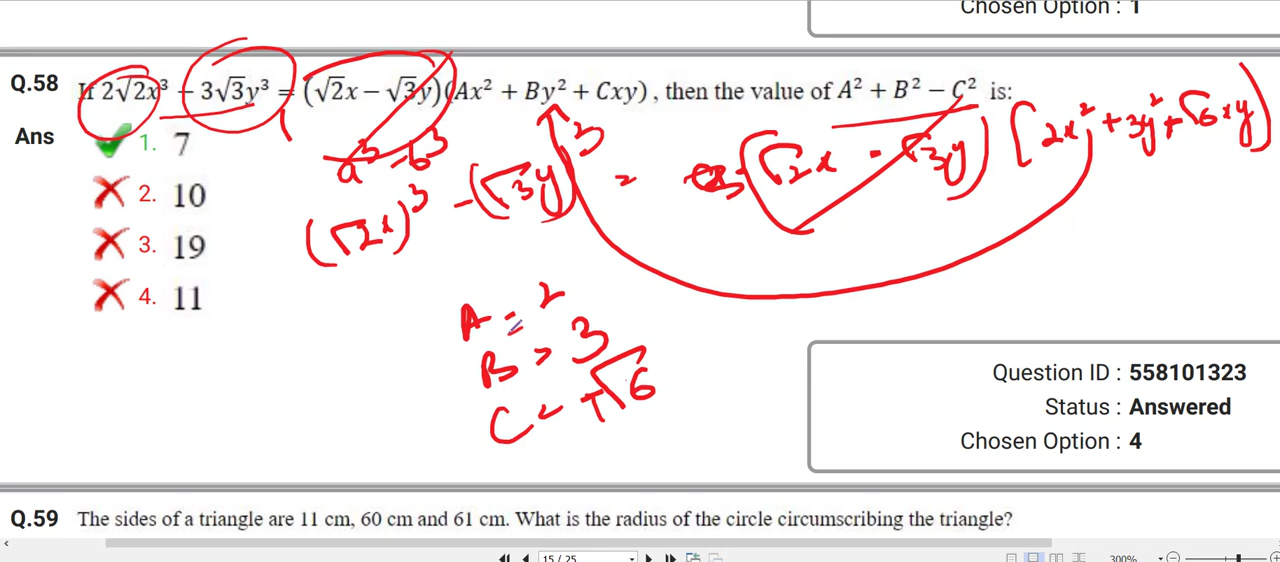 Chosen Option : 1
Q.58 If 2√2x³ − 3√3y³ = (√2x − √3y)(Ax² + By² + Cxy), then the value of A² + B² − C² is:
Ans 1. 7
2. 10
3. 19
4. 11
a³ - b³
(√2x)³ - (√3y)³ = (√2x - √3y) [2x² + 3y² + √6xy]
A = 2
B = 3
C = √6
Question ID : 558101323
Status : Answered
Chosen Option : 4
Q.59 The sides of a triangle are 11 cm, 60 cm and 61 cm. What is the radius of the circle circumscribing the triangle?
15 / 25
300%